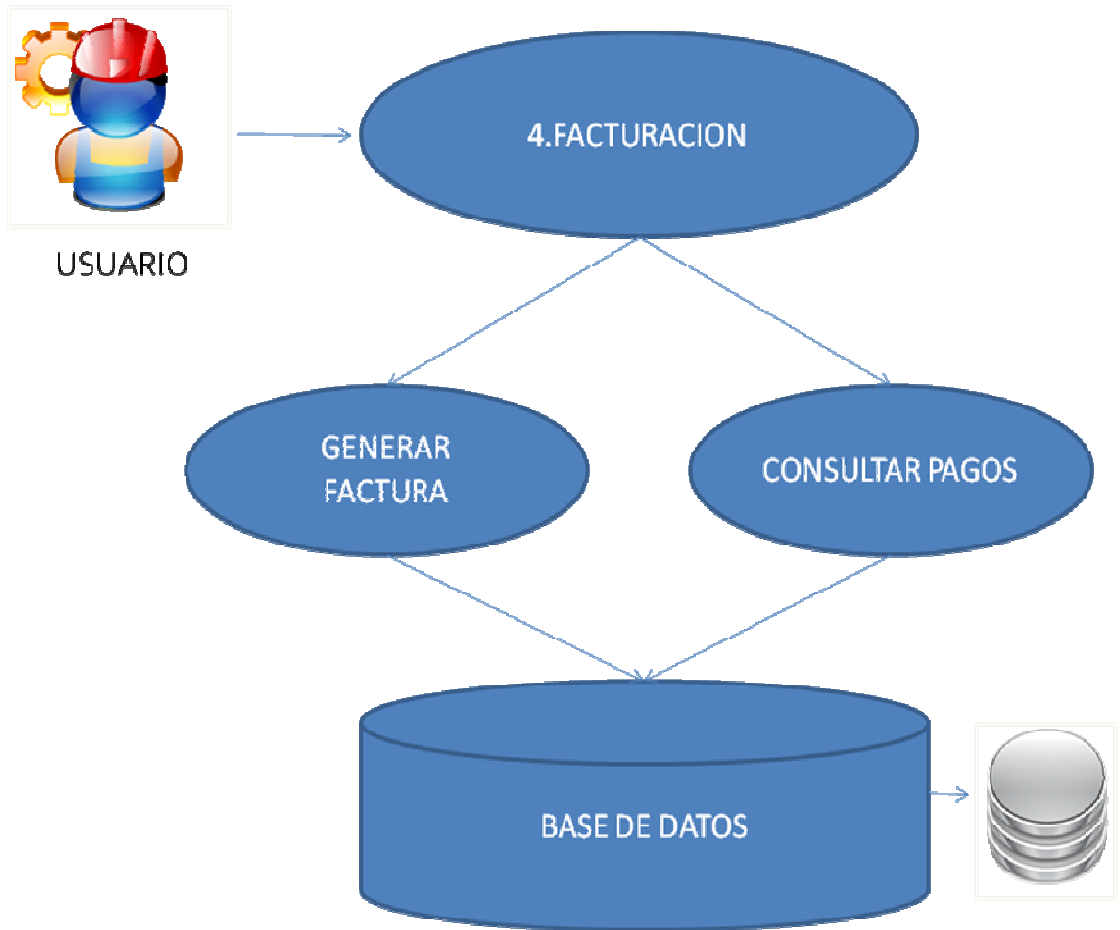 4.FACTURACION
USUARIO
GENERAR
FACTURA
CONSULTAR PAGOS
BASE DE DATOS